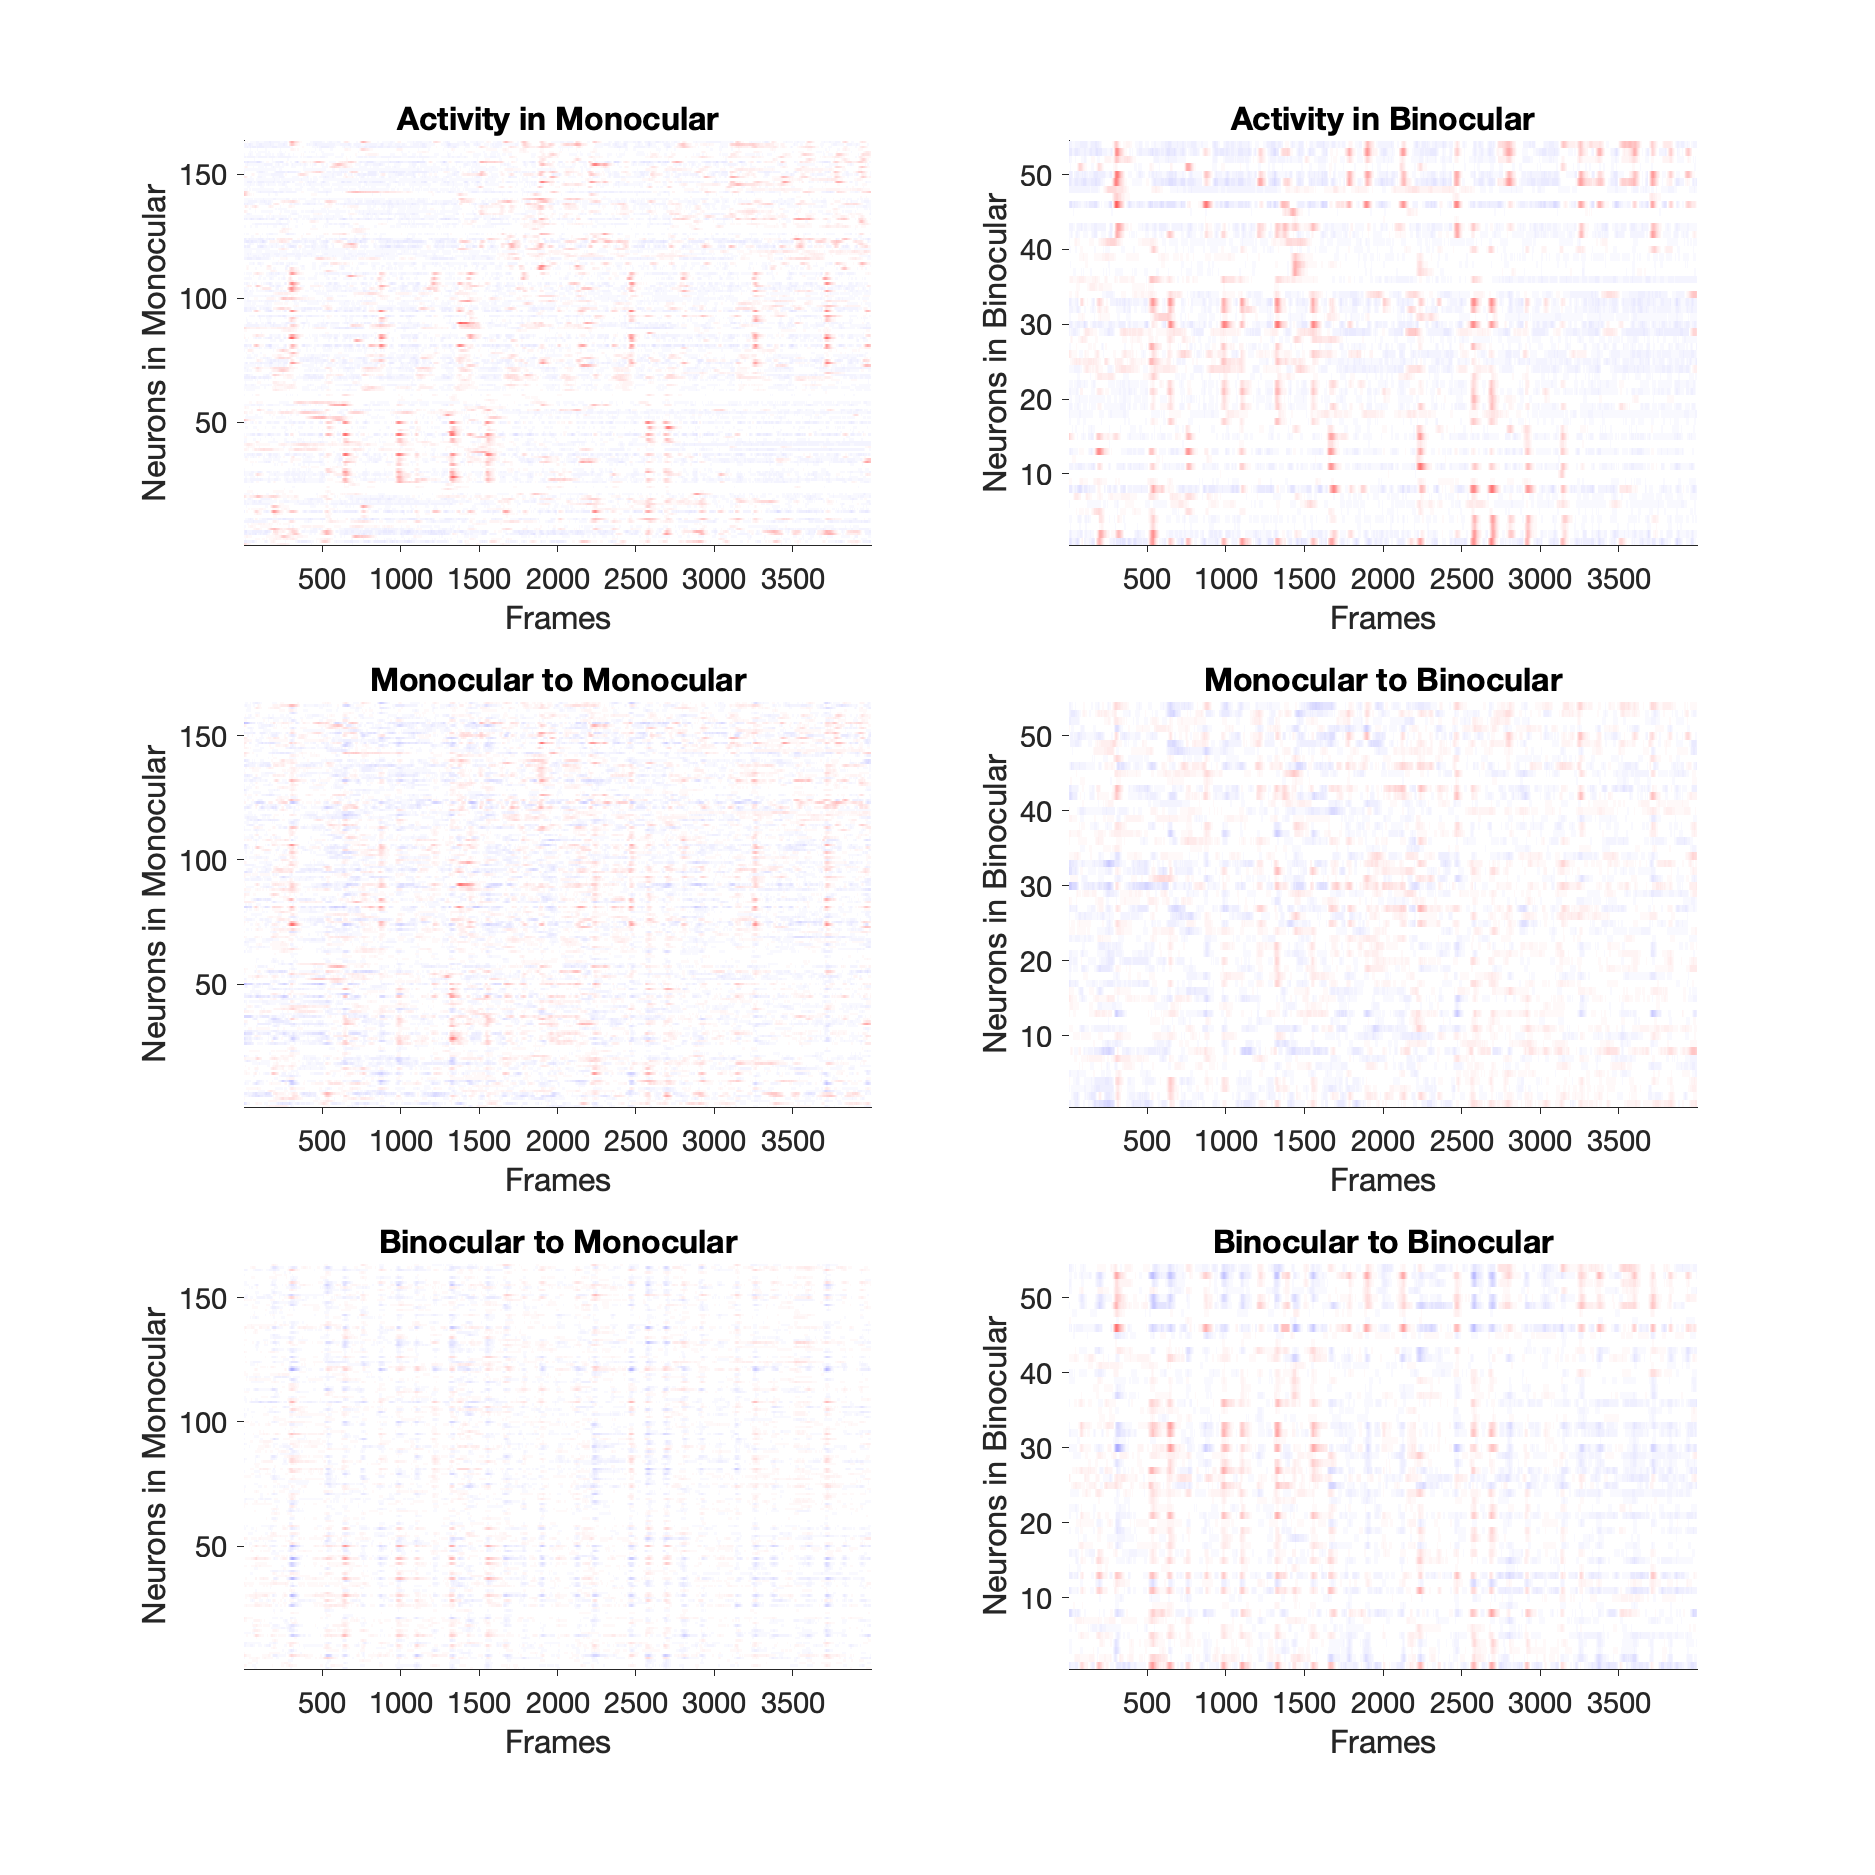 Activity in Monocular
Neurons in Monocular
150
100
50
500 1000 1500 2000 2500 3000 3500
Frames
Activity in Binocular
Neurons in Binocular
50
40
30
20
10
500 1000 1500 2000 2500 3000 3500
Frames
Monocular to Monocular
Neurons in Monocular
150
100
50
500 1000 1500 2000 2500 3000 3500
Frames
Monocular to Binocular
Neurons in Binocular
50
40
30
20
10
500 1000 1500 2000 2500 3000 3500
Frames
Binocular to Monocular
Neurons in Monocular
150
100
50
500 1000 1500 2000 2500 3000 3500
Frames
Binocular to Binocular
Neurons in Binocular
50
40
30
20
10
500 1000 1500 2000 2500 3000 3500
Frames